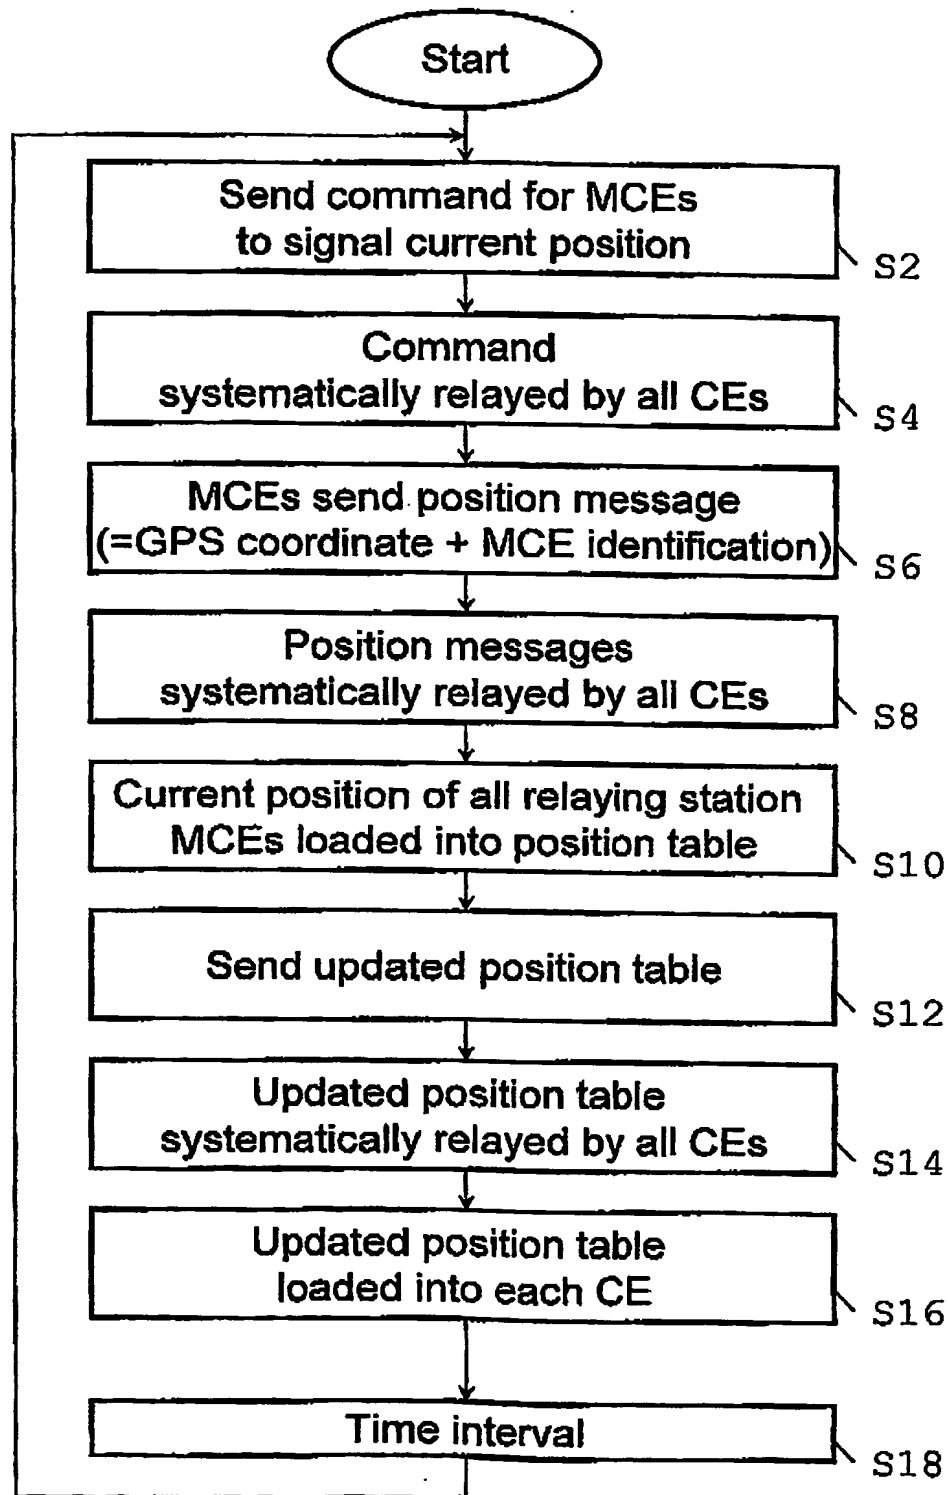 Start
Send command for MCEs
to signal current position
S2
Command
systematically relayed by all CEs
S4
MCEs send position message
(=GPS coordinate + MCE identification)
S6
Position messages
systematically relayed by all CEs
S8
Current position of all relaying station
MCEs loaded into position table
S10
Send updated position table
S12
Updated position table
systematically relayed by all CEs
S14
Updated position table
loaded into each CE
S16
Time interval
S18